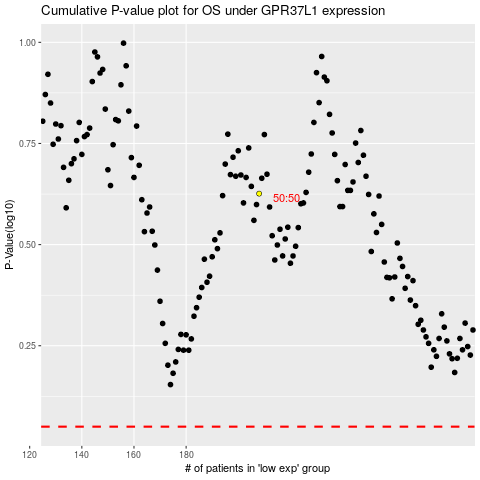 Cumulative P-value plot for OS under GPR37L1 expression
1.00
0.75
0.50
0.25
P-Value(log10)
50:50
120 140 160 180
# of patients in 'low exp' group